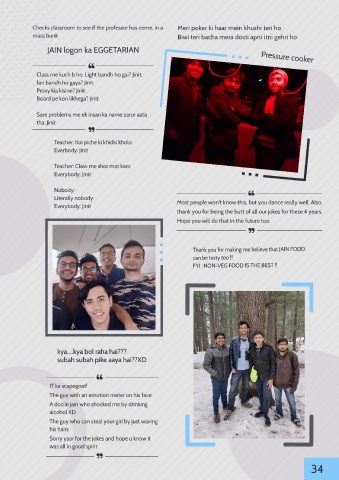 Checks classroom to see if the professor has come, in a
mass bunk
JAIN logon ka EGGETARIAN
❝
Class me kuch b ho. Light bandh ho gai? Jinit.
Fan bandh ho gaya? Jinit.
Proxy kiu kisine? Jinit.
Board pe kon likhega? Jinit.
Sare problems me ek insan ka name zarur aata
tha. Jinit
❞
Teacher: Koi piche ki khidki kholo
Everbody: Jinit
Teacher: Class me shor mat karo
Everybody: Jinit
Nobody:
Literally nobody:
Everybody: Jinit
kya....kya bol raha hai???
subah subah pike aaya hai??XD
❝
IT ka scapegoat
The guy with an emotion meter on his face
A docile Jain who shocked me by drinking
alcohol XD
The guy who can steal your girl by just waving
his hairs
Sorry yaar for the jokes and hope u know it
was all in good spirit
❞
Meri poker ki haar mein khushi teri ho
Biwi teri bacha mera dosti apni itni gehri ho
Pressure cooker
❝
Most people won't know this, but you dance really well. Also,
thank you for being the butt of all our jokes for these 4 years.
Hope you will do that in the future too.
❞
Thank you for making me believe that JAIN FOOD
can be tasty too !!
FYI : NON-VEG FOOD IS THE BEST !!
34